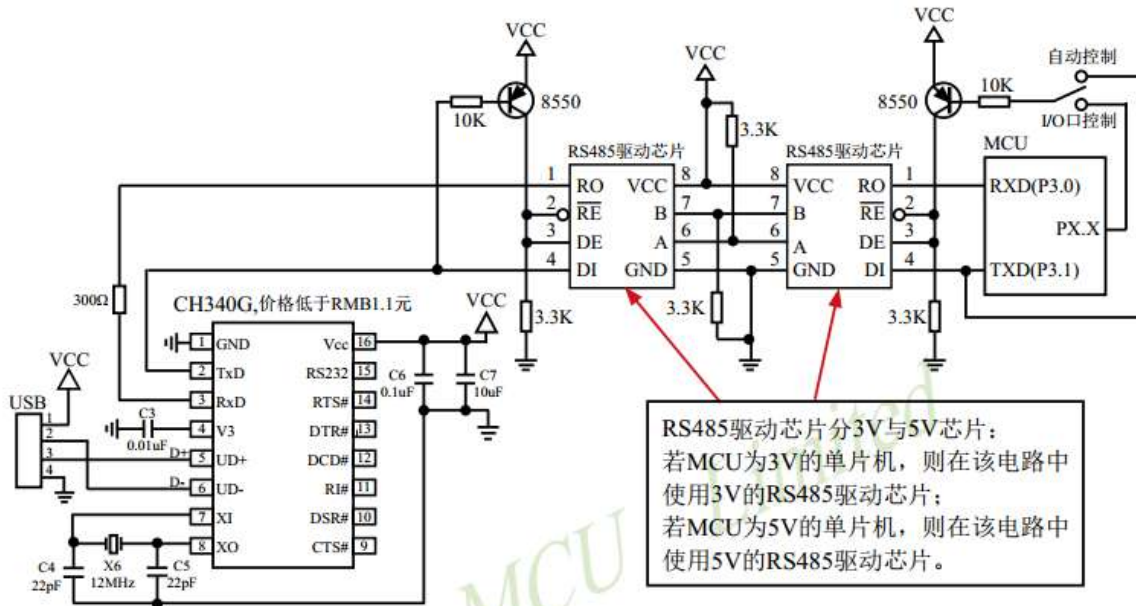 VCC
8550
10K
VCC
3.3K
RS485驱动芯片
1 RO VCC 8
2 RE B 7
3 DE A 6
4 DI GND 5
3.3K
3.3K
VCC
8550
10K
自动控制
I/O口控制
RS485驱动芯片
8 VCC RO 1
7 B RE 2
6 A DE 3
5 GND DI 4
3.3K
MCU
RXD(P3.0)
PX.X
TXD(P3.1)
300Ω
CH340G,价格低于RMB1.1元
1 GND Vcc 16
2 TxD RS232 15
3 RxD RTS# 14
4 V3 DTR# 13
5 UD+ DCD# 12
6 UD- RI# 11
7 XI DSR# 10
8 XO CTS# 9
VCC
C6
0.1uF
C7
10uF
VCC
USB
1
2
3
4
C3
0.01uF
D+
D-
C4
22pF
X6
12MHz
C5
22pF
RS485驱动芯片分3V与5V芯片;
若MCU为3V的单片机,则在该电路中
使用3V的RS485驱动芯片;
若MCU为5V的单片机,则在该电路中
使用5V的RS485驱动芯片。
MCU Limited